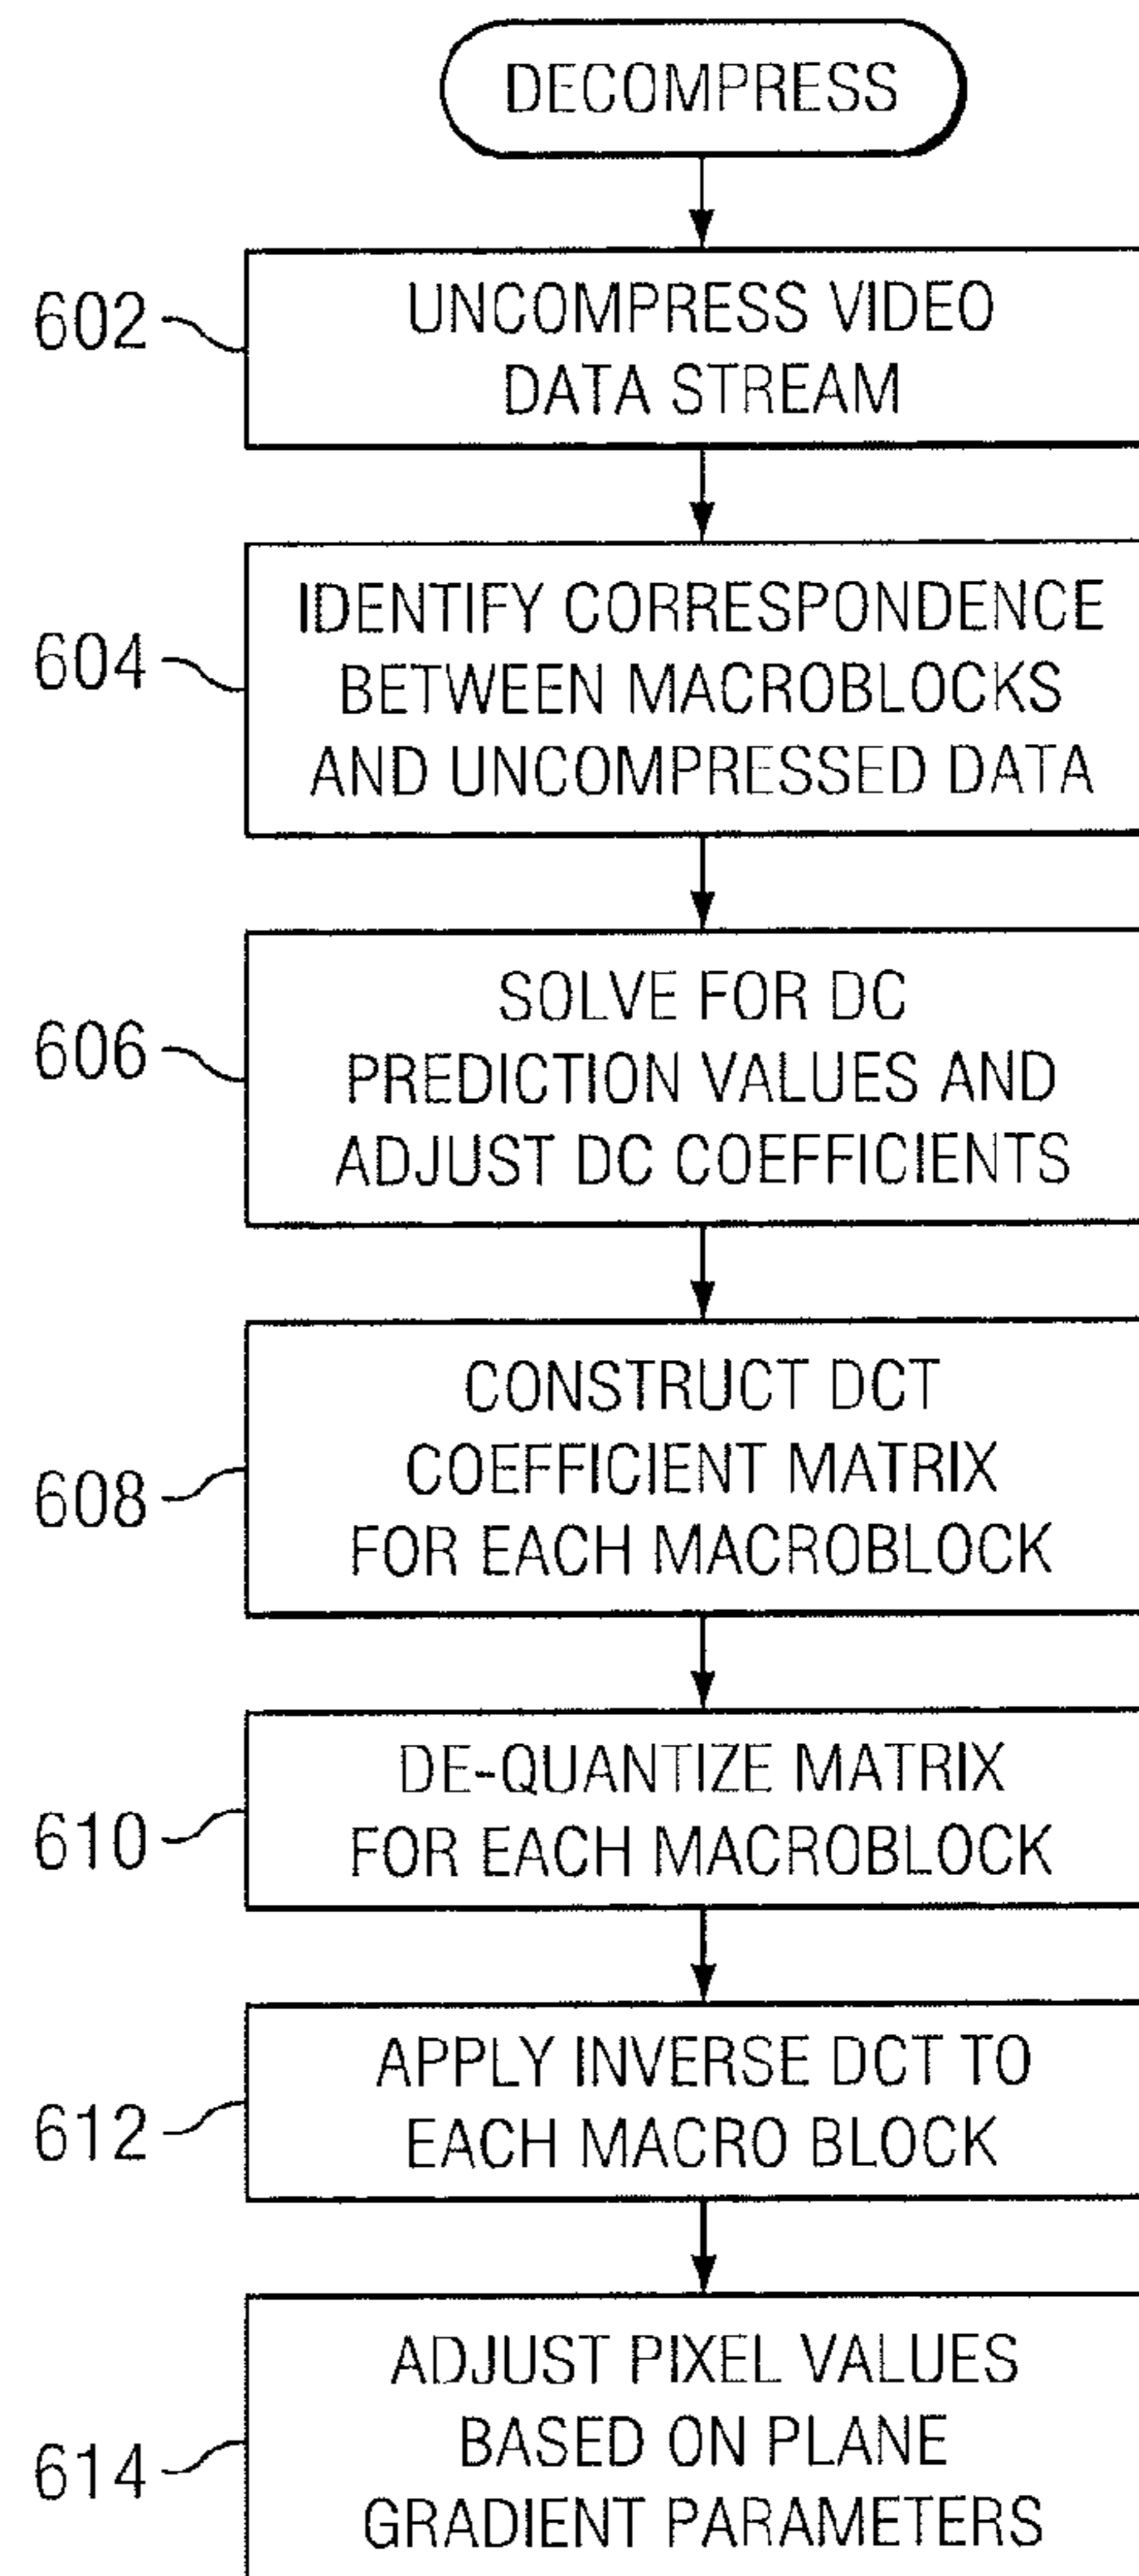 DECOMPRESS
602
UNCOMPRESS VIDEO
DATA STREAM
604
IDENTIFY CORRESPONDENCE
BETWEEN MACROBLOCKS
AND UNCOMPRESSED DATA
606
SOLVE FOR DC
PREDICTION VALUES AND
ADJUST DC COEFFICIENTS
608
CONSTRUCT DCT
COEFFICIENT MATRIX
FOR EACH MACROBLOCK
610
DE-QUANTIZE MATRIX
FOR EACH MACROBLOCK
612
APPLY INVERSE DCT TO
EACH MACRO BLOCK
614
ADJUST PIXEL VALUES
BASED ON PLANE
GRADIENT PARAMETERS